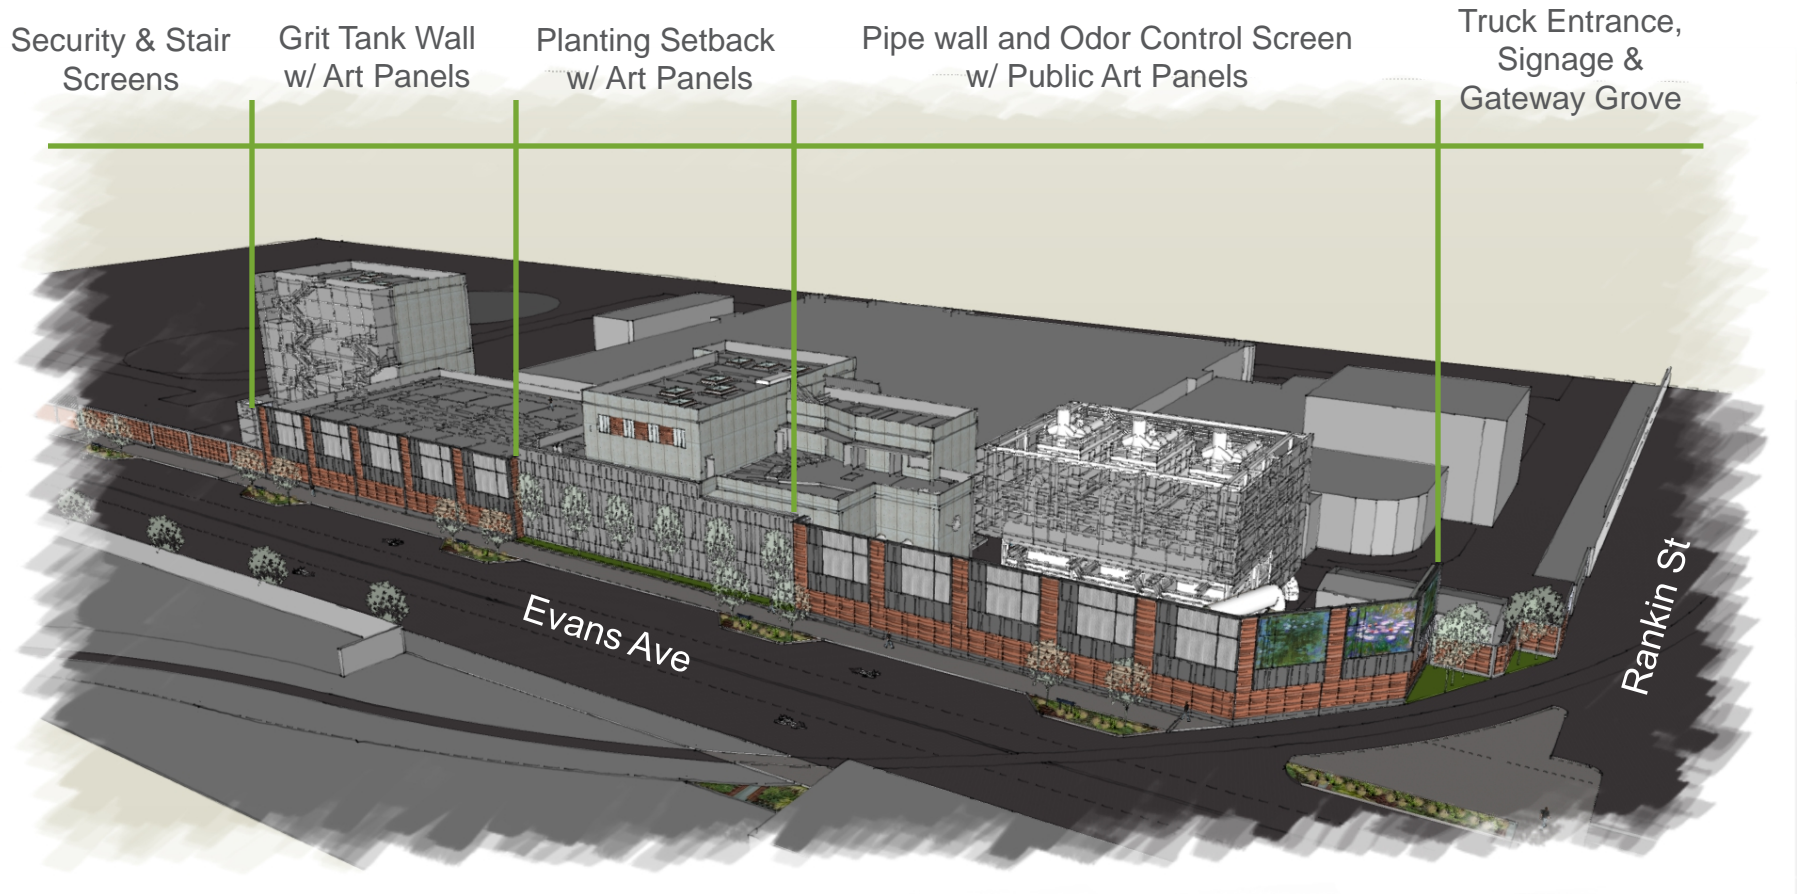 Security & Stair
Screens
Grit Tank Wall
w/ Art Panels
Planting Setback
w/ Art Panels
Pipe wall and Odor Control Screen
w/ Public Art Panels
Truck Entrance,
Signage &
Gateway Grove
Evans Ave
Rankin St